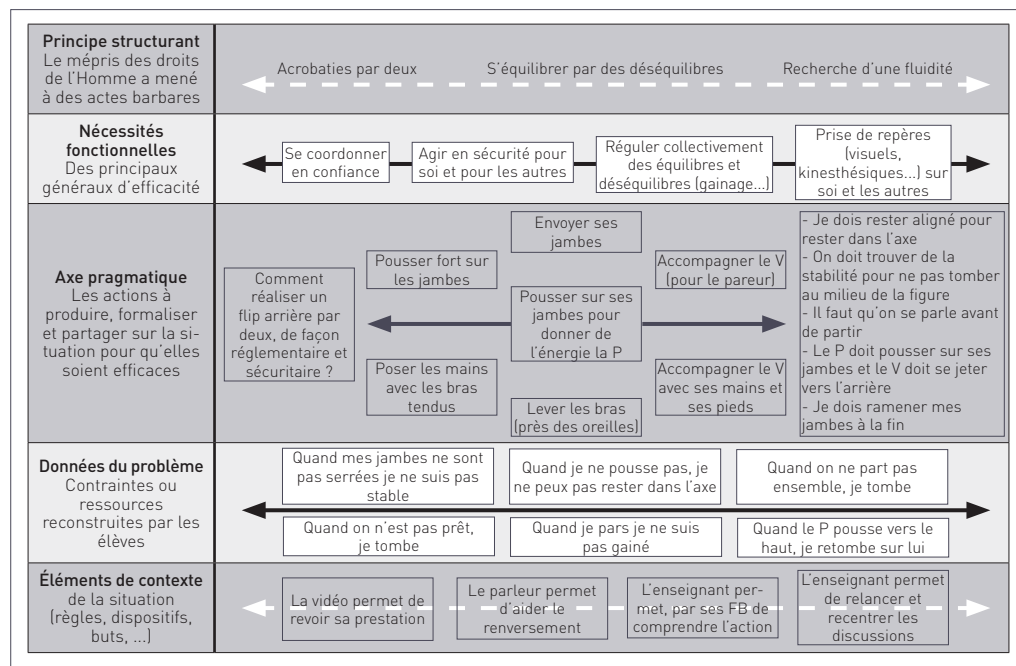 Principe structurant
Le mépris des droits
de l'Homme a mené
à des actes barbares
Acrobaties par deux
S'équilibrer par des déséquilibres
Recherche d'une fluidité
Nécessités
fonctionnelles
Des principaux
généraux d'efficacité
Se coordonner
en confiance
Agir en sécurité pour
soi et pour les autres
Réguler collectivement
des équilibres et
déséquilibres (gainage...)
Prise de repères
(visuels,
kinesthésiques...) sur
soi et les autres
Axe pragmatique
Les actions à
produire, formaliser
et partager sur la si-
tuation pour qu'elles
soient efficaces
Comment
réaliser un
flip arrière par
deux, de façon
réglementaire et
sécuritaire ?
Pousser fort sur
les jambes
Poser les mains
avec les bras
tendus
Envoyer ses
jambes
Pousser sur ses
jambes pour
donner de
l'énergie la P
Lever les bras
(près des oreilles)
Accompagner le V
(pour le pareur)
Accompagner le V
avec ses mains et
ses pieds
- Je dois rester aligné pour
rester dans l'axe
- On doit trouver de la
stabilité pour ne pas tomber
au milieu de la figure
- Il faut qu'on se parle avant
de partir
- Le P doit pousser sur ses
jambes et le V doit se jeter
vers l'arrière
- Je dois ramener mes
jambes à la fin
Données du problème
Contraintes ou
ressources
reconstruites par les
élèves
Quand mes jambes ne sont
pas serrées je ne suis pas
stable
Quand je ne pousse pas, je
ne peux pas rester dans l'axe
Quand on ne part pas
ensemble, je tombe
Quand on n'est pas prêt,
je tombe
Quand je pars je ne suis
pas gainé
Quand le P pousse vers le
haut, je retombe sur lui
Éléments de contexte
de la situation
(règles, dispositifs,
buts, ...)
La vidéo permet de
revoir sa prestation
Le parleur permet
d'aider le
renversement
L'enseignant per-
met, par ses FB de
comprendre l'action
L'enseignant permet
de relancer et
recentrer les
discussions